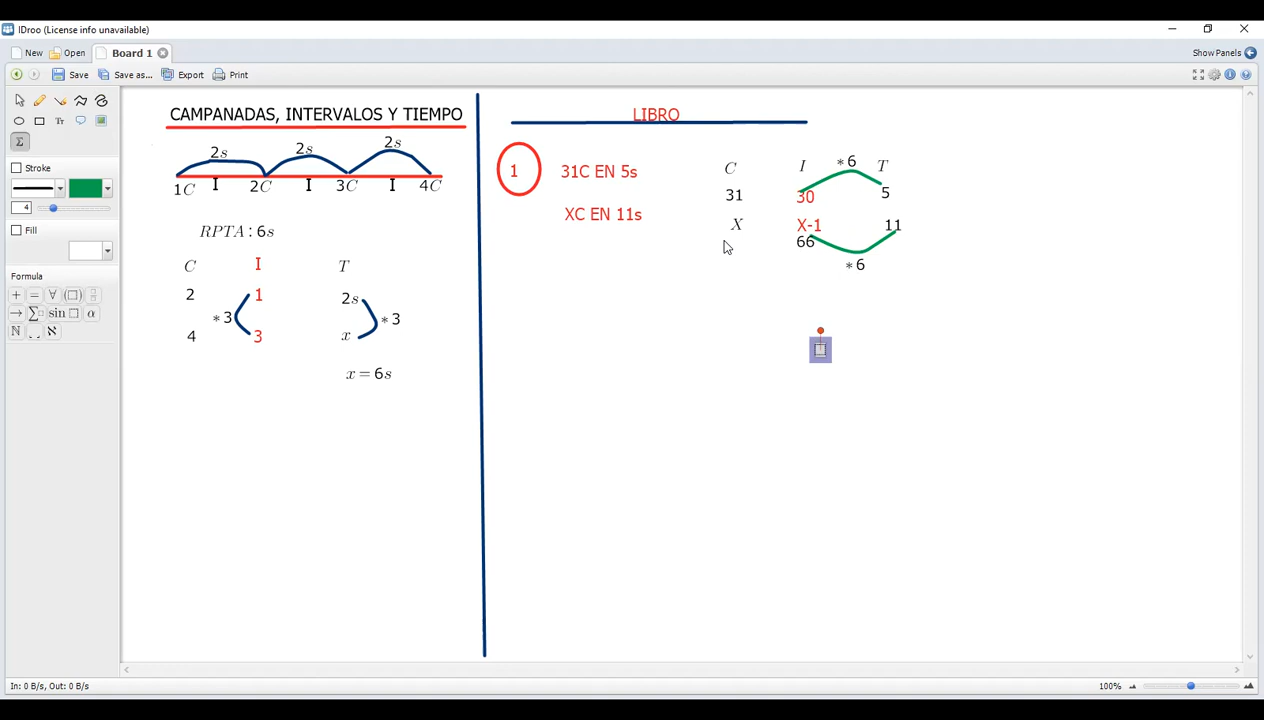 IDroo (License info unavailable)
New Open Board 1 Show Panels
Save Save as... Export Print
Tr
Σ
Stroke
4
Fill
+ = ∀ (□)
→ ∑□ sin □ α
ℕ ℵ
CAMPANADAS, INTERVALOS Y TIEMPO
2s 2s 2s
1C I 2C I 3C I 4C
RPTA : 6s
C I T
2 1 2s
∗3 ∗3
4 3 x
x = 6s
LIBRO
1 31C EN 5s
XC EN 11s
C I ∗6 T
31 30 5
X X-1 11
66
∗6
In: 0 B/s, Out: 0 B/s 100%